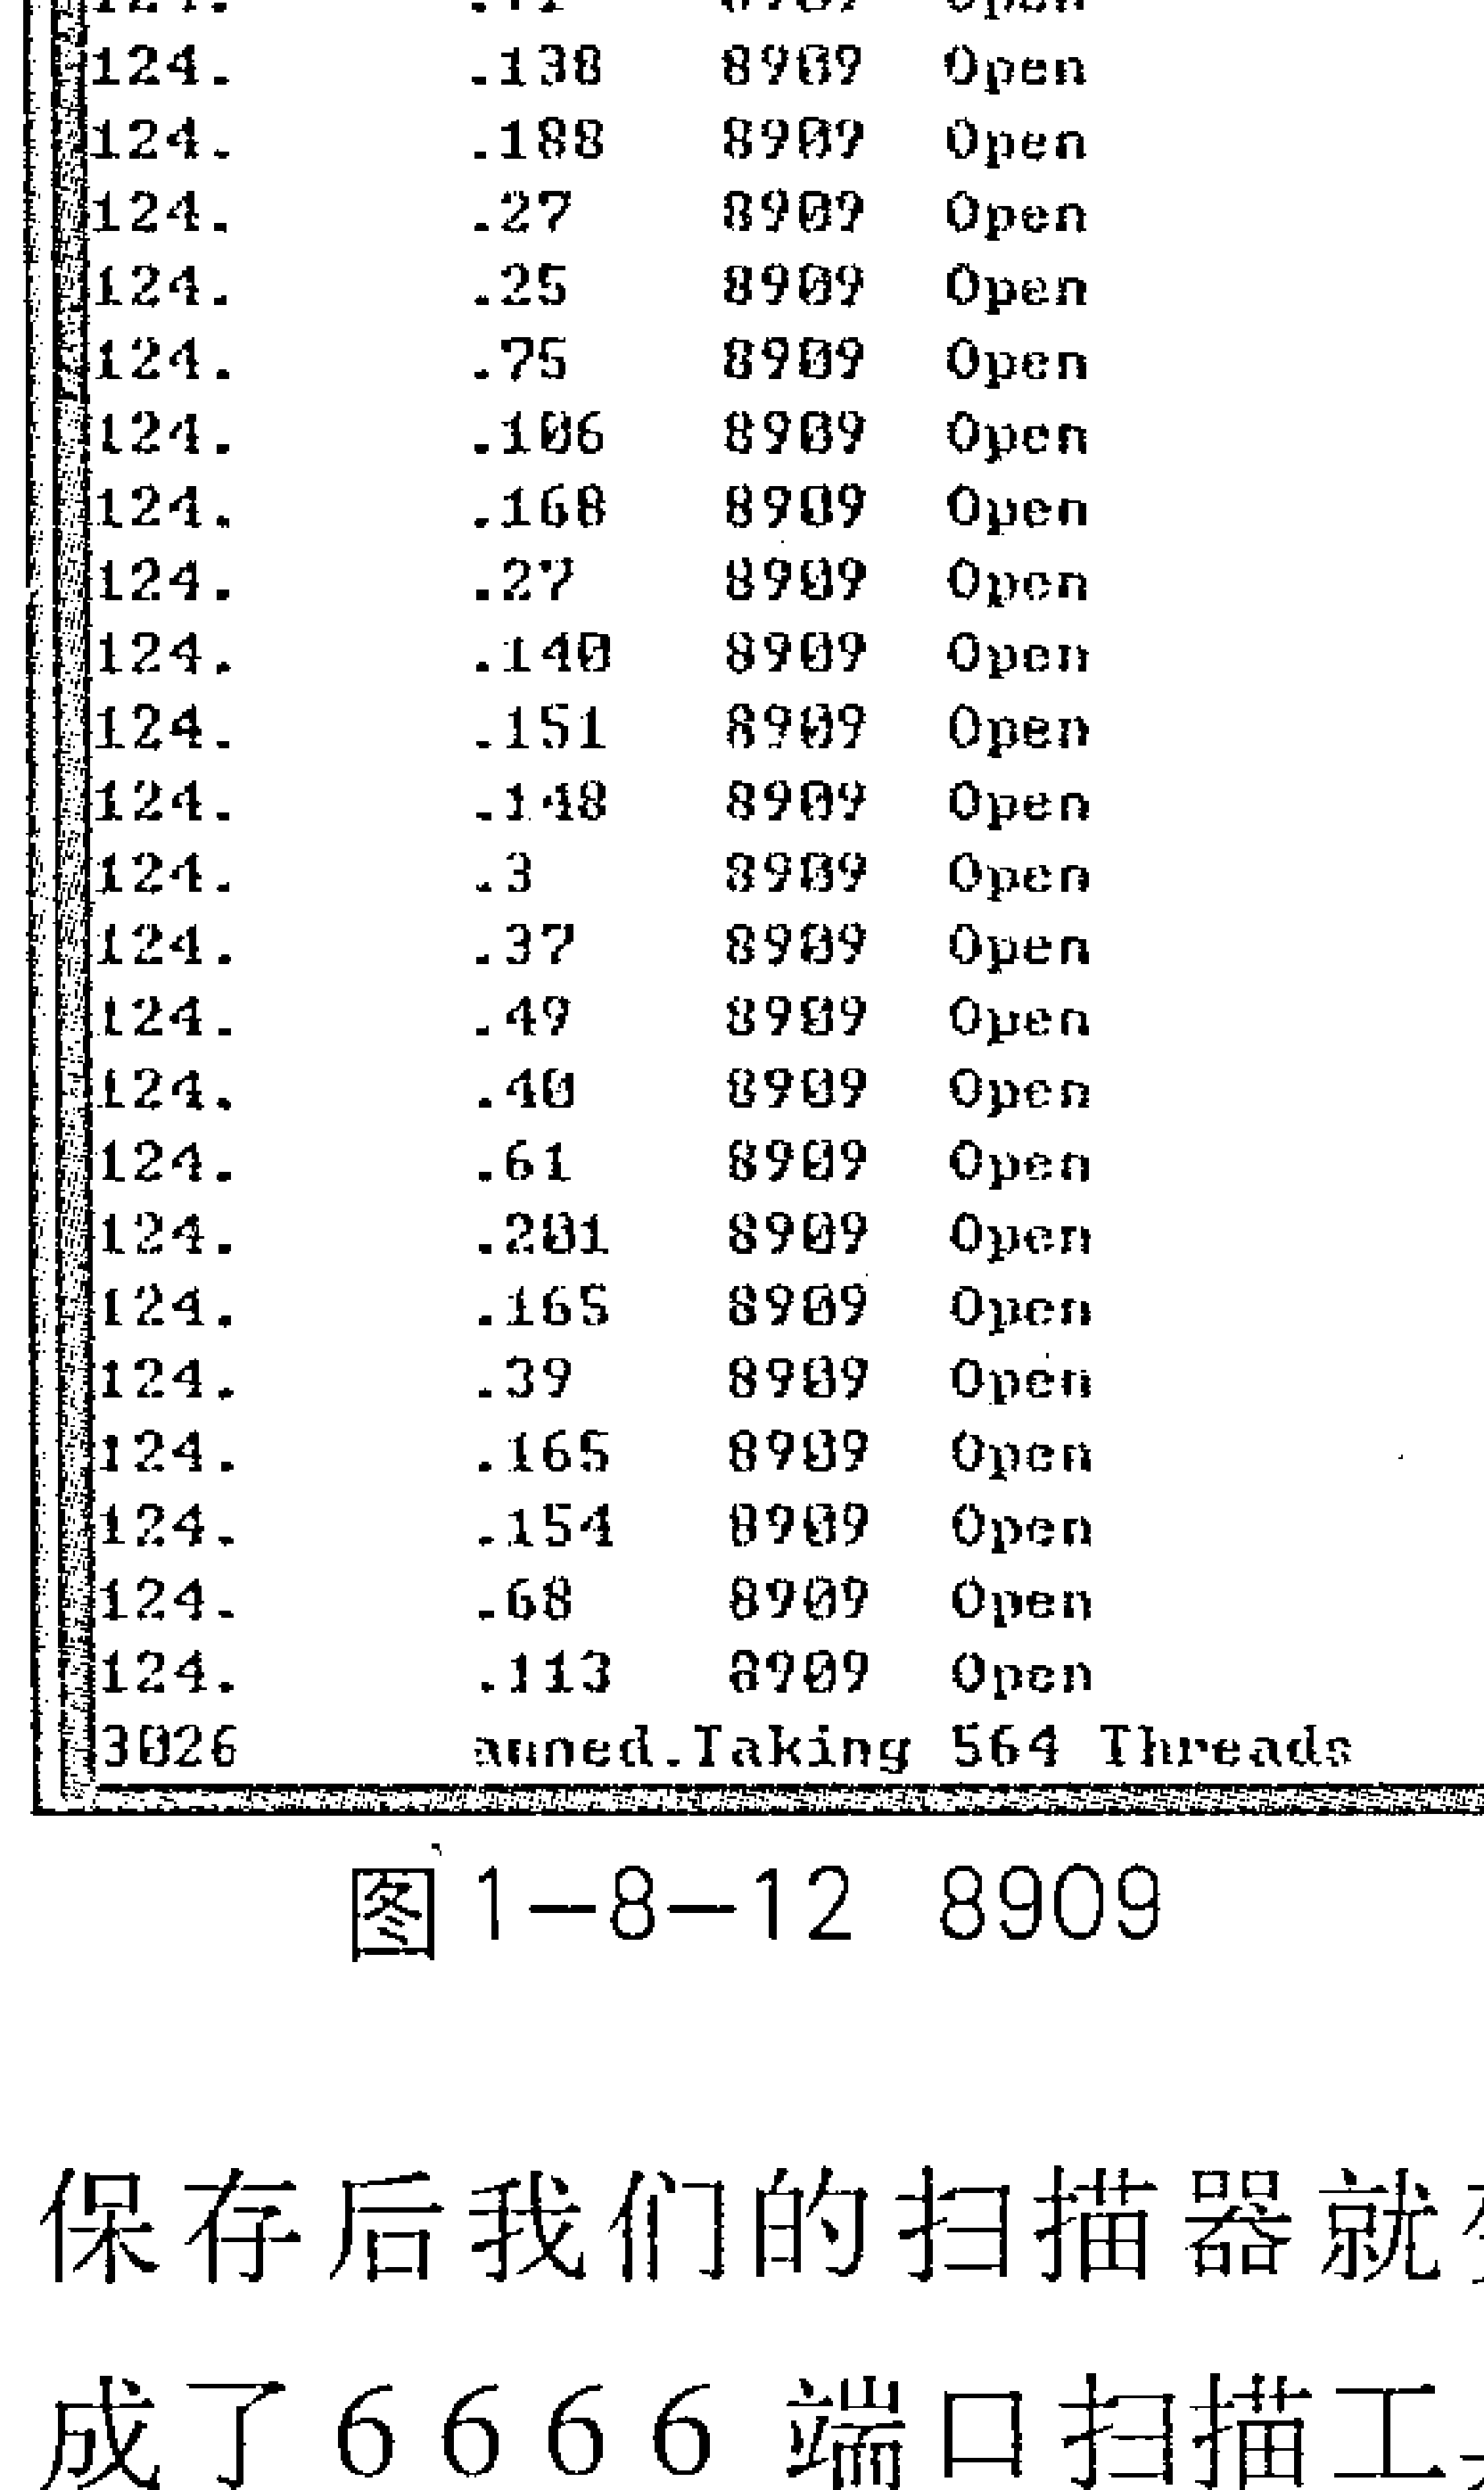 124. .138 8909 Open
124. .188 8909 Open
124. .27 8909 Open
124. .25 8909 Open
124. .75 8909 Open
124. .106 8909 Open
124. .168 8909 Open
124. .27 8909 Open
124. .140 8909 Open
124. .151 8909 Open
124. .148 8909 Open
124. .3 8909 Open
124. .37 8909 Open
124. .49 8909 Open
124. .40 8909 Open
124. .61 8909 Open
124. .201 8909 Open
124. .165 8909 Open
124. .39 8909 Open
124. .165 8909 Open
124. .154 8909 Open
124. .68 8909 Open
124. .113 8909 Open
3026 anned.Taking 564 Threads
图1-8-12 8909
保存后我们的扫描器就
成了6666 端口扫描工